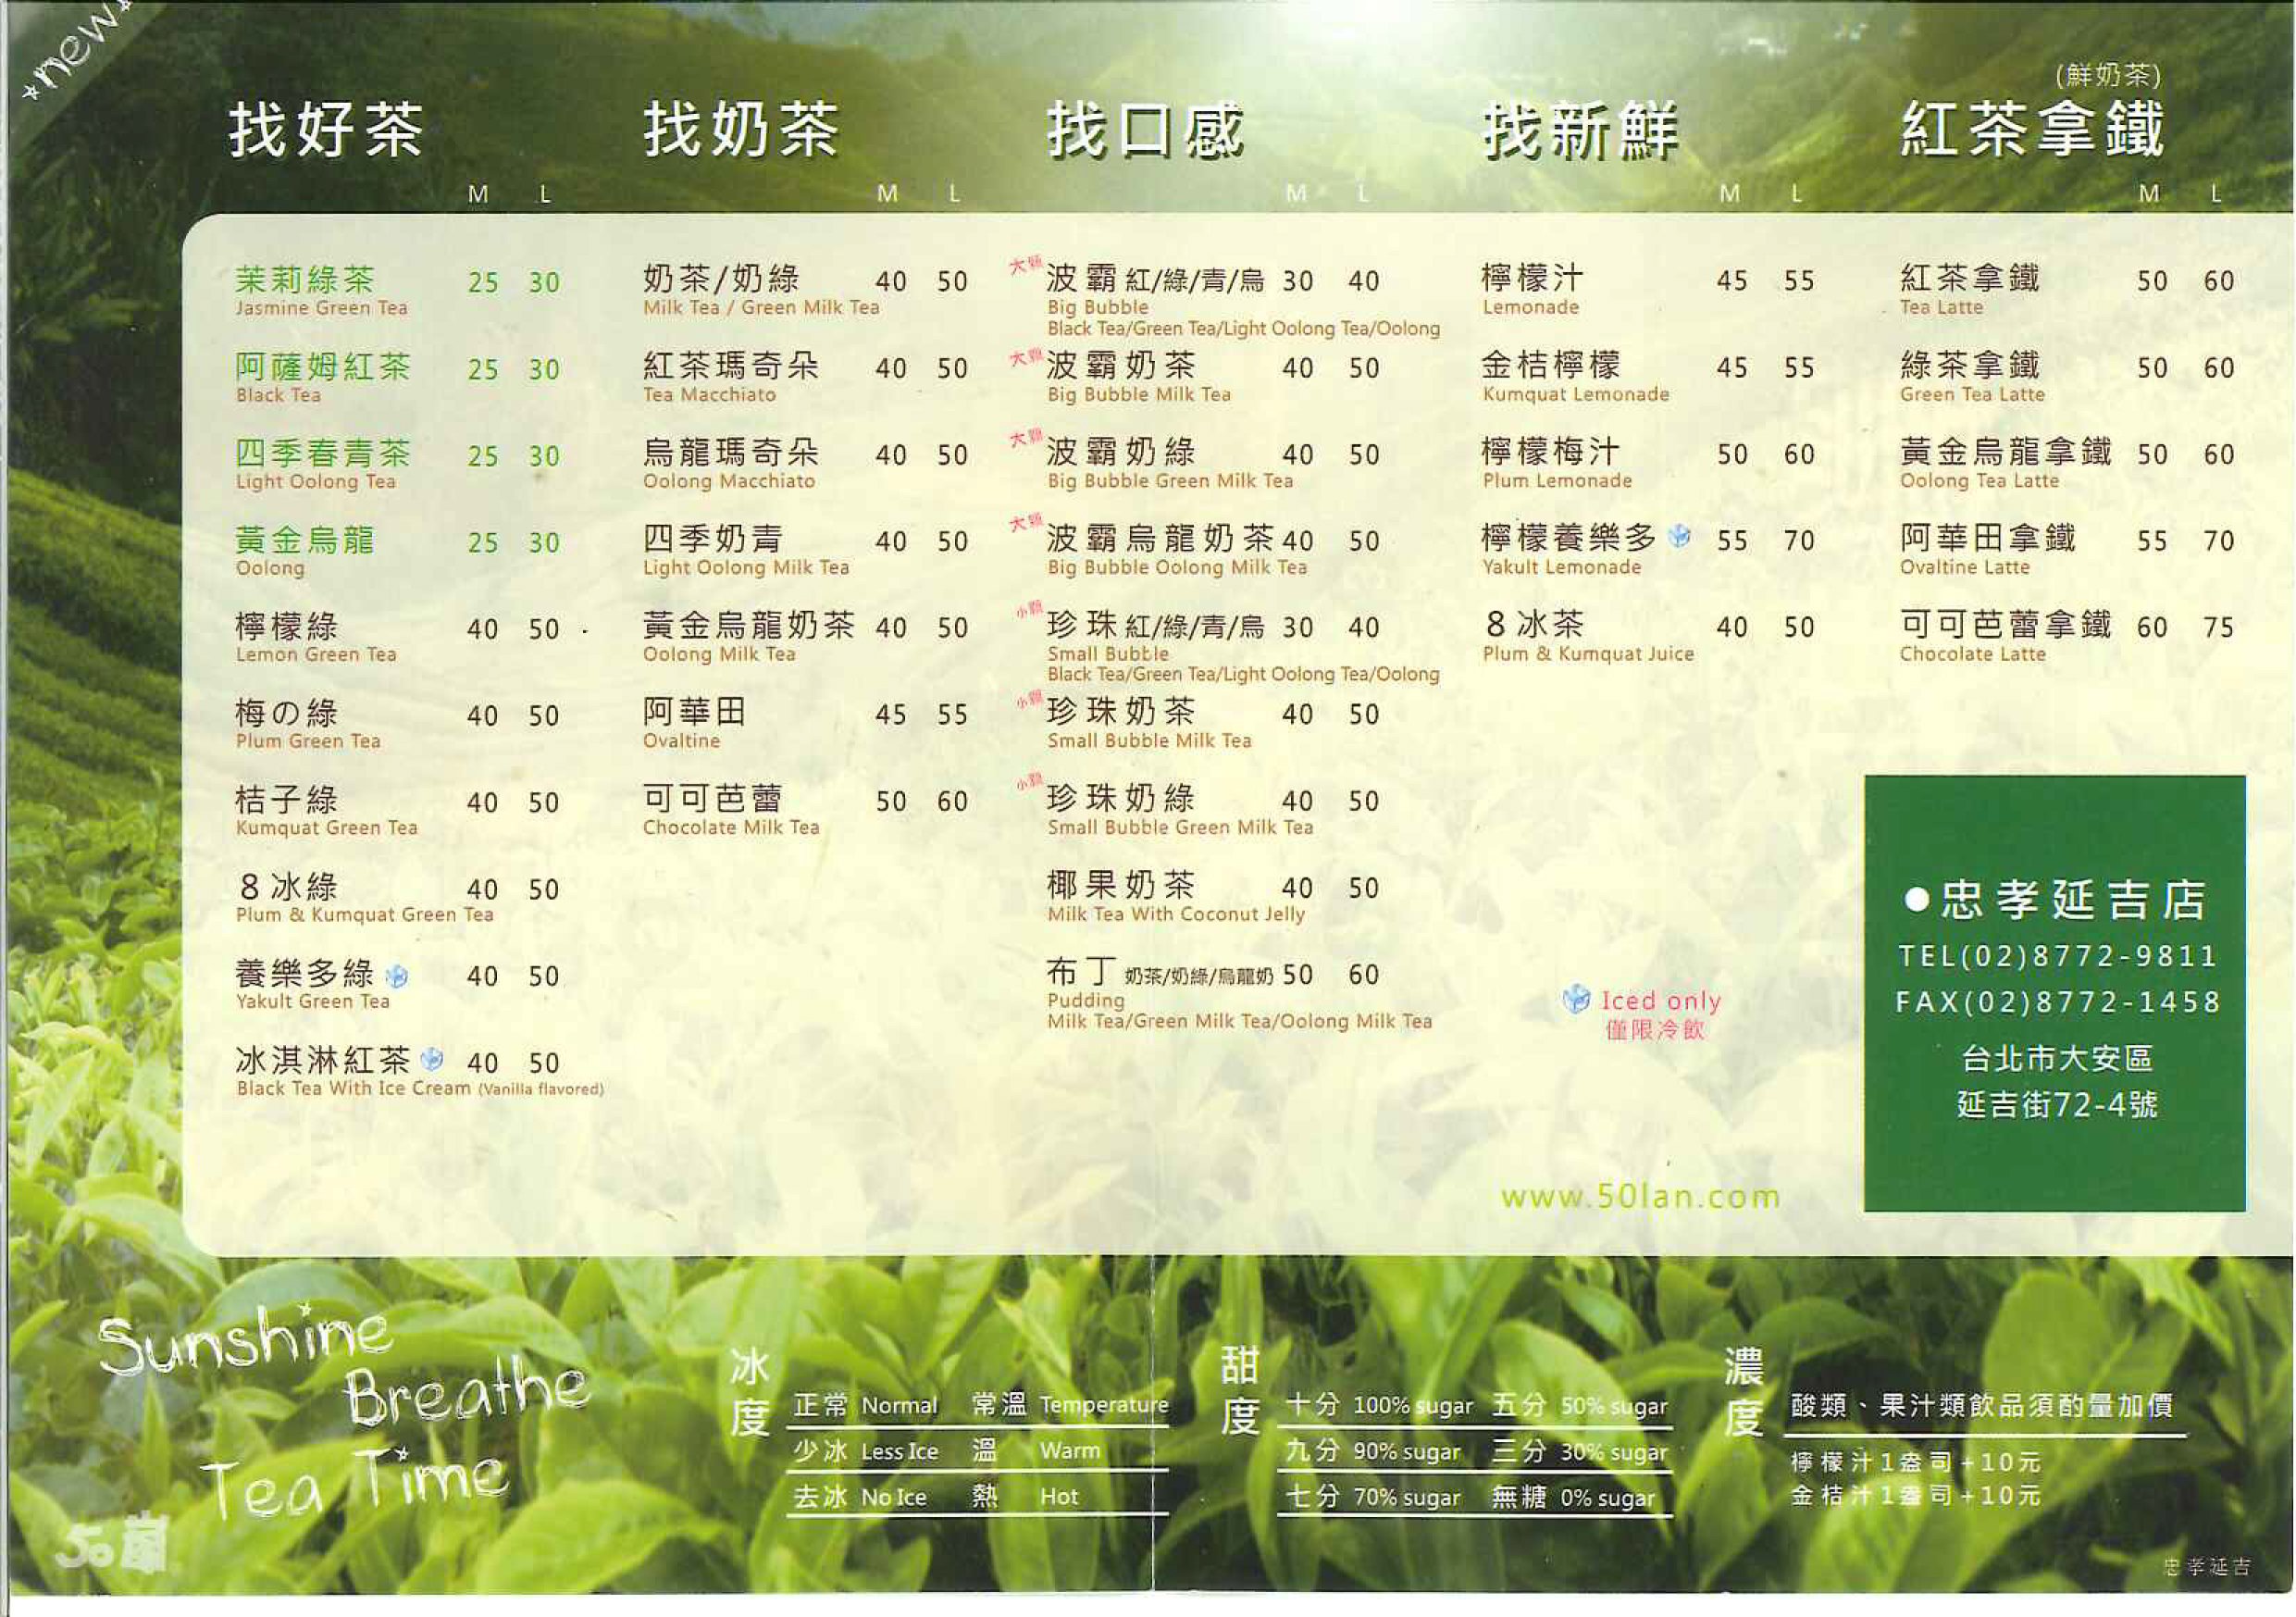 *new*
找好茶
M L
茉莉綠茶 25 30
Jasmine Green Tea
阿薩姆紅茶 25 30
Black Tea
四季春青茶 25 30
Light Oolong Tea
黃金烏龍 25 30
Oolong
檸檬綠 40 50
Lemon Green Tea
梅の綠 40 50
Plum Green Tea
桔子綠 40 50
Kumquat Green Tea
8冰綠 40 50
Plum & Kumquat Green Tea
養樂多綠 40 50
Yakult Green Tea
冰淇淋紅茶 40 50
Black Tea With Ice Cream (Vanilla flavored)
找奶茶
M L
奶茶/奶綠 40 50
Milk Tea / Green Milk Tea
紅茶瑪奇朵 40 50
Tea Macchiato
烏龍瑪奇朵 40 50
Oolong Macchiato
四季奶青 40 50
Light Oolong Milk Tea
黃金烏龍奶茶 40 50
Oolong Milk Tea
阿華田 45 55
Ovaltine
可可芭蕾 50 60
Chocolate Milk Tea
找口感
M L
大顆 波霸 紅/綠/青/烏 30 40
Big Bubble
Black Tea/Green Tea/Light Oolong Tea/Oolong
大顆 波霸奶茶 40 50
Big Bubble Milk Tea
大顆 波霸奶綠 40 50
Big Bubble Green Milk Tea
大顆 波霸烏龍奶茶 40 50
Big Bubble Oolong Milk Tea
小顆 珍珠 紅/綠/青/烏 30 40
Small Bubble
Black Tea/Green Tea/Light Oolong Tea/Oolong
小顆 珍珠奶茶 40 50
Small Bubble Milk Tea
小顆 珍珠奶綠 40 50
Small Bubble Green Milk Tea
椰果奶茶 40 50
Milk Tea With Coconut Jelly
布丁 奶茶/奶綠/烏龍奶 50 60
Pudding
Milk Tea/Green Milk Tea/Oolong Milk Tea
找新鮮
M L
檸檬汁 45 55
Lemonade
金桔檸檬 45 55
Kumquat Lemonade
檸檬梅汁 50 60
Plum Lemonade
檸檬養樂多 55 70
Yakult Lemonade
8冰茶 40 50
Plum & Kumquat Juice
Iced only
僅限冷飲
www.50lan.com
(鮮奶茶)
紅茶拿鐵
M L
紅茶拿鐵 50 60
Tea Latte
綠茶拿鐵 50 60
Green Tea Latte
黃金烏龍拿鐵 50 60
Oolong Tea Latte
阿華田拿鐵 55 70
Ovaltine Latte
可可芭蕾拿鐵 60 75
Chocolate Latte
●忠孝延吉店
TEL(02)8772-9811
FAX(02)8772-1458
台北市大安區
延吉街72-4號
Sunshine
Breathe
Tea Time
50嵐
冰度
正常 Normal 常溫 Temperature
少冰 Less Ice 溫 Warm
去冰 No Ice 熱 Hot
甜度
十分 100% sugar 五分 50% sugar
九分 90% sugar 三分 30% sugar
七分 70% sugar 無糖 0% sugar
濃度
酸類、果汁類飲品須酌量加價
檸檬汁1盎司+10元
金桔汁1盎司+10元
忠孝延吉